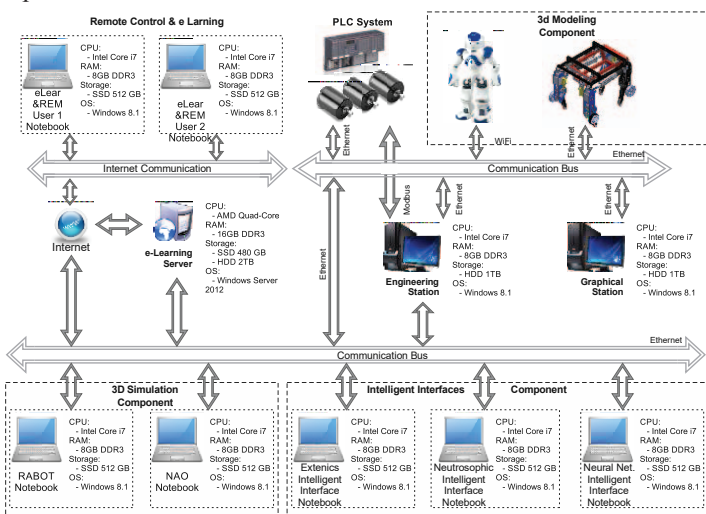 Remote Control & e Larning
CPU:
- Intel Core i7
RAM:
- 8GB DDR3
Storage:
- SSD 512 GB
OS:
- Windows 8.1
eLear
&REM
User 1
Notebook
CPU:
- Intel Core i7
RAM:
- 8GB DDR3
Storage:
- SSD 512 GB
OS:
- Windows 8.1
eLear
&REM
User 2
Notebook
PLC System
3d Modeling
Component
Ethernet
WiFi
Ethernet
Ethernet
Internet Communication
Communication Bus
Internet
e-Learning
Server
CPU:
- AMD Quad-Core
RAM:
- 16GB DDR3
Storage:
- SSD 480 GB
- HDD 2TB
OS:
- Windows Server
2012
Ethernet
Modbus
Ethernet
Engineering
Station
CPU:
- Intel Core i7
RAM:
- 8GB DDR3
Storage:
- HDD 1TB
OS:
- Windows 8.1
Ethernet
Graphical
Station
CPU:
- Intel Core i7
RAM:
- 8GB DDR3
Storage:
- HDD 1TB
OS:
- Windows 8.1
Ethernet
Communication Bus
3D Simulation
Component
RABOT
Notebook
CPU:
- Intel Core i7
RAM:
- 8GB DDR3
Storage:
- SSD 512 GB
OS:
- Windows 8.1
NAO
Notebook
CPU:
- Intel Core i7
RAM:
- 8GB DDR3
Storage:
- SSD 512 GB
OS:
- Windows 8.1
Intelligent Interfaces Component
Extenics
Intelligent
Interface
Notebook
CPU:
- Intel Core i7
RAM:
- 8GB DDR3
Storage:
- SSD 512 GB
OS:
- Windows 8.1
Neutrosophic
Intelligent
Interface
Notebook
CPU:
- Intel Core i7
RAM:
- 8GB DDR3
Storage:
- SSD 512 GB
OS:
- Windows 8.1
Neural Net.
Intelligent
Interface
Notebook
CPU:
- Intel Core i7
RAM:
- 8GB DDR3
Storage:
- SSD 512 GB
OS:
- Windows 8.1